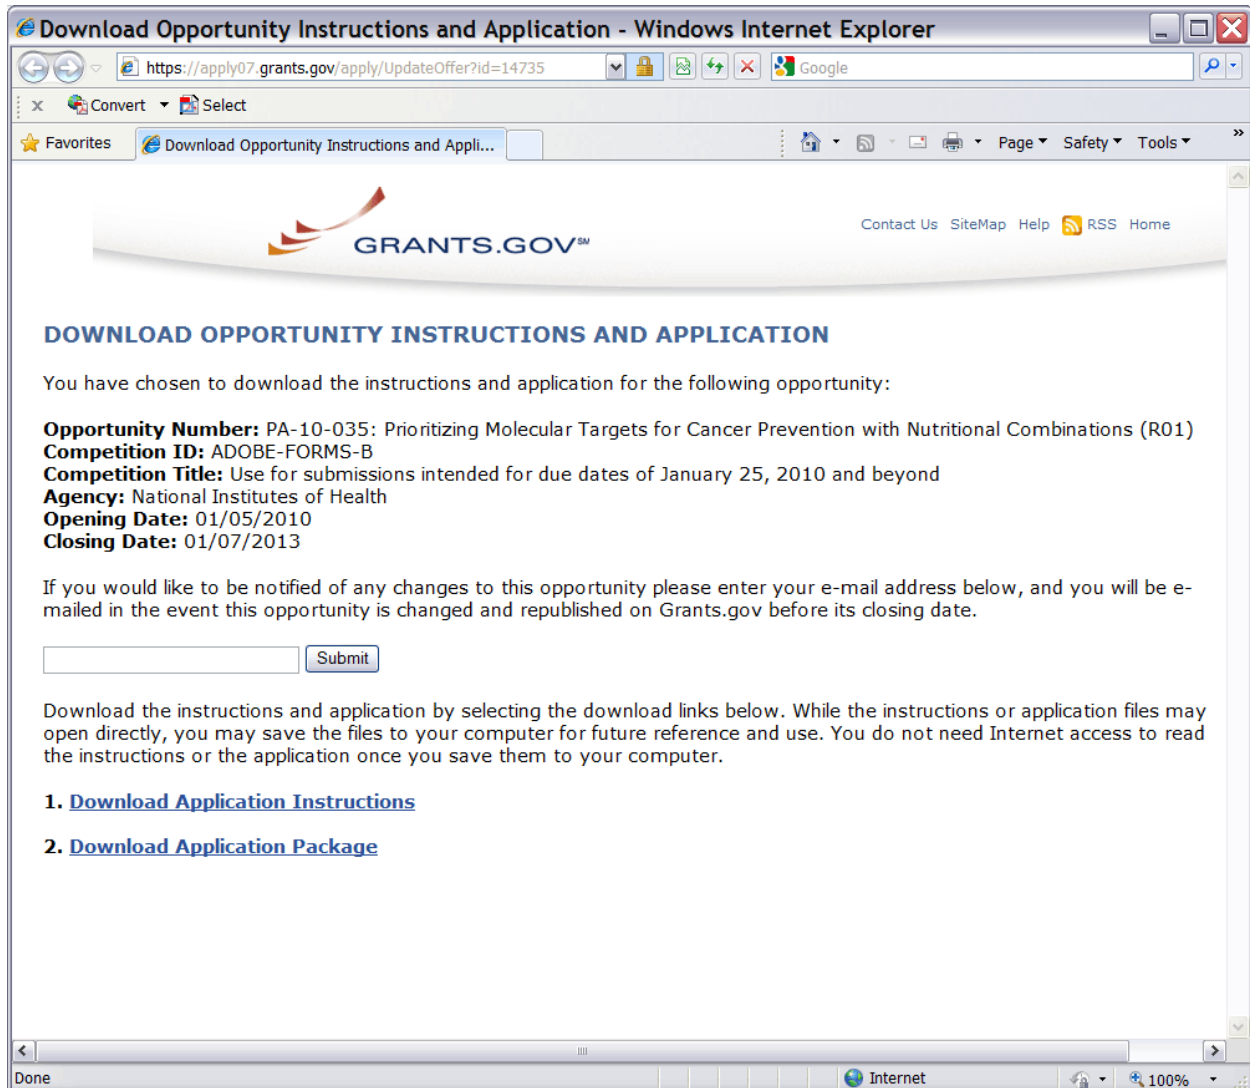 Download Opportunity Instructions and Application - Windows Internet Explorer
https://apply07.grants.gov/apply/UpdateOffer?id=14735
Google
x Convert Select
Favorites Download Opportunity Instructions and Appli... Page Safety Tools »
GRANTS.GOV℠
Contact Us SiteMap Help RSS Home
DOWNLOAD OPPORTUNITY INSTRUCTIONS AND APPLICATION
You have chosen to download the instructions and application for the following opportunity:
Opportunity Number: PA-10-035: Prioritizing Molecular Targets for Cancer Prevention with Nutritional Combinations (R01)
Competition ID: ADOBE-FORMS-B
Competition Title: Use for submissions intended for due dates of January 25, 2010 and beyond
Agency: National Institutes of Health
Opening Date: 01/05/2010
Closing Date: 01/07/2013
If you would like to be notified of any changes to this opportunity please enter your e-mail address below, and you will be e-
mailed in the event this opportunity is changed and republished on Grants.gov before its closing date.
Submit
Download the instructions and application by selecting the download links below. While the instructions or application files may
open directly, you may save the files to your computer for future reference and use. You do not need Internet access to read
the instructions or the application once you save them to your computer.
1. Download Application Instructions
2. Download Application Package
Done Internet 100%